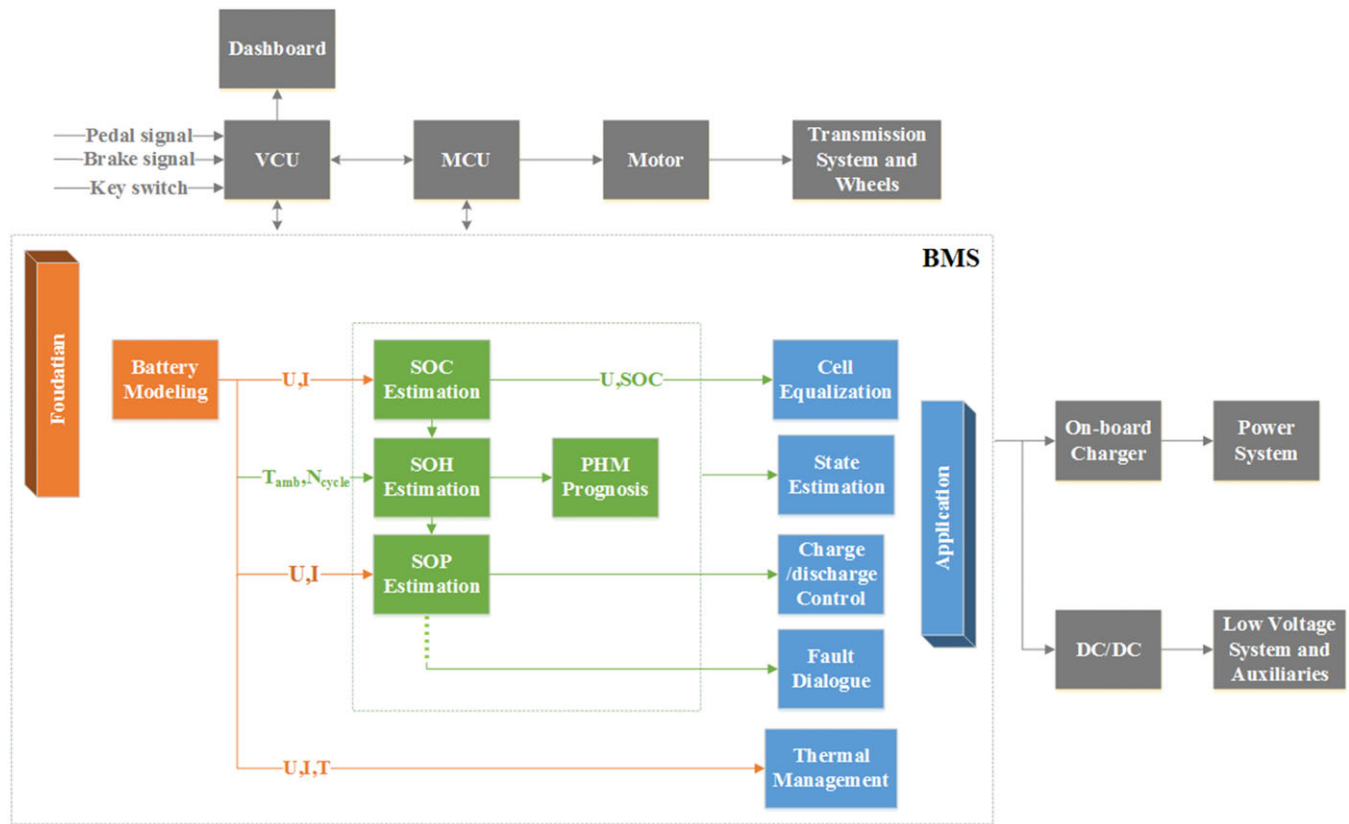 Dashboard
Pedal signal
Brake signal
Key switch
VCU
MCU
Motor
Transmission
System and
Wheels
BMS
Foudatian
Battery
Modeling
U,I
SOC
Estimation
U,SOC
Cell
Equalization
Tamb,Ncycle
SOH
Estimation
PHM
Prognosis
State
Estimation
U,I
SOP
Estimation
Charge
/discharge
Control
Fault
Dialogue
U,I,T
Thermal
Management
Application
On-board
Charger
Power
System
DC/DC
Low Voltage
System and
Auxiliaries